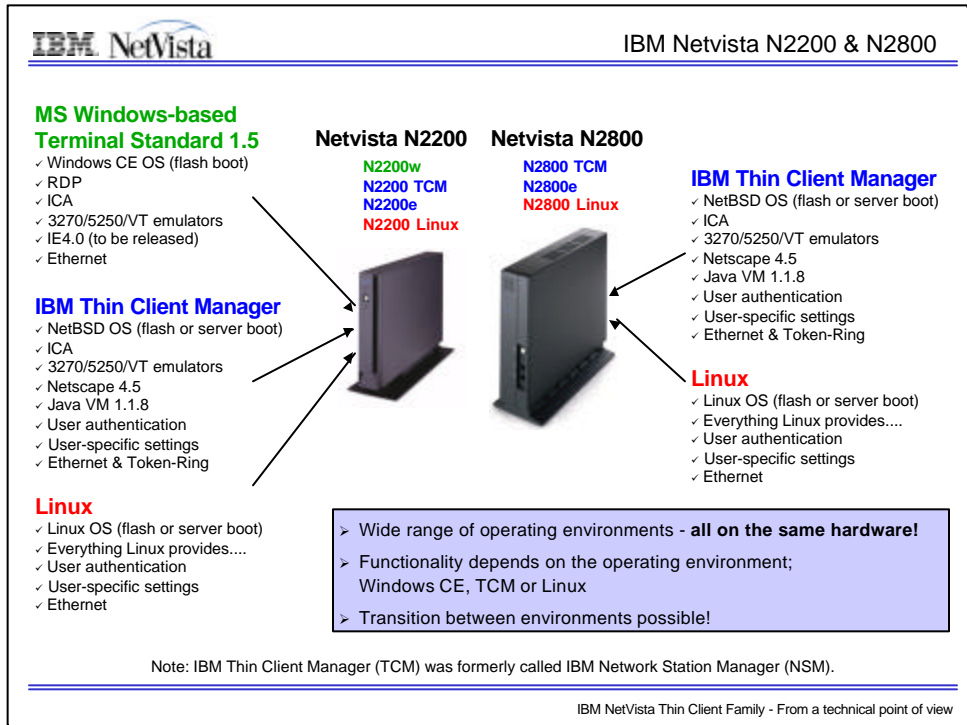 IBM NetVista
IBM Netvista N2200 & N2800
MS Windows-based
Terminal Standard 1.5
✓ Windows CE OS (flash boot)
✓ RDP
✓ ICA
✓ 3270/5250/VT emulators
✓ IE4.0 (to be released)
✓ Ethernet
IBM Thin Client Manager
✓ NetBSD OS (flash or server boot)
✓ ICA
✓ 3270/5250/VT emulators
✓ Netscape 4.5
✓ Java VM 1.1.8
✓ User authentication
✓ User-specific settings
✓ Ethernet & Token-Ring
Linux
✓ Linux OS (flash or server boot)
✓ Everything Linux provides....
✓ User authentication
✓ User-specific settings
✓ Ethernet
Netvista N2200
N2200w
N2200 TCM
N2200e
N2200 Linux
Netvista N2800
N2800 TCM
N2800e
N2800 Linux
IBM Thin Client Manager
✓ NetBSD OS (flash or server boot)
✓ ICA
✓ 3270/5250/VT emulators
✓ Netscape 4.5
✓ Java VM 1.1.8
✓ User authentication
✓ User-specific settings
✓ Ethernet & Token-Ring
Linux
✓ Linux OS (flash or server boot)
✓ Everything Linux provides....
✓ User authentication
✓ User-specific settings
✓ Ethernet
➢ Wide range of operating environments - all on the same hardware!
➢ Functionality depends on the operating environment;
Windows CE, TCM or Linux
➢ Transition between environments possible!
Note: IBM Thin Client Manager (TCM) was formerly called IBM Network Station Manager (NSM).
IBM NetVista Thin Client Family - From a technical point of view